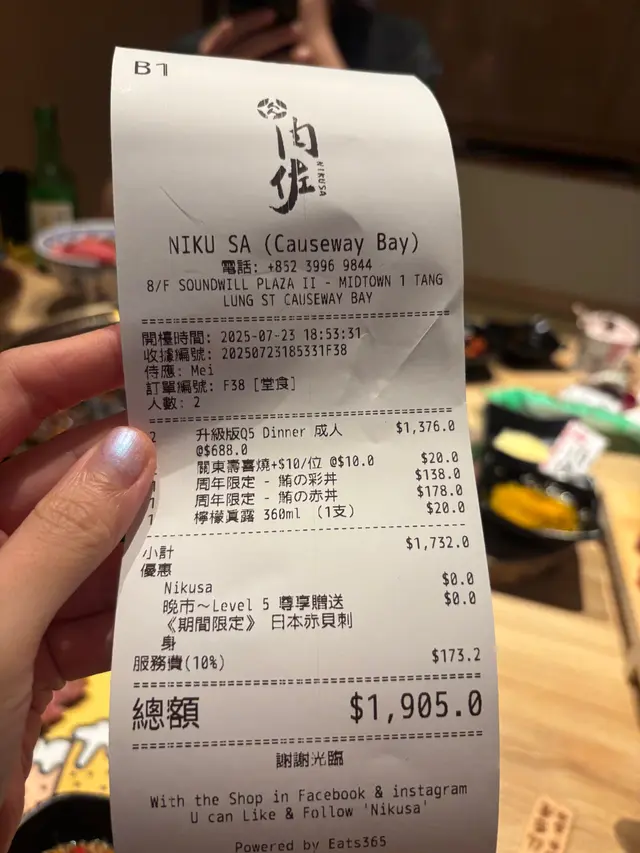 B1
肉佐
NIKUSA
NIKU SA (Causeway Bay)
電話: +852 3996 9844
8/F SOUNDWILL PLAZA II - MIDTOWN 1 TANG
LUNG ST CAUSEWAY BAY
開檯時間: 2025-07-23 18:53:31
收據編號: 20250723185331F38
侍應: Mei
訂單編號: F38 [堂食]
人數: 2
2 升級版Q5 Dinner 成人 $1,376.0
@$688.0
關東壽喜燒+$10/位 @$10.0 $20.0
周年限定 - 鮪の彩丼 $138.0
1 周年限定 - 鮪の赤丼 $178.0
1 檸檬真露 360ml (1支) $20.0
小計 $1,732.0
優惠
Nikusa $0.0
晚市～Level 5 尊享贈送 $0.0
《期間限定》 日本赤貝刺
身
服務費(10%) $173.2
總額 $1,905.0
謝謝光臨
With the Shop in Facebook & instagram
U can Like & Follow 'Nikusa'
Powered by Eats365